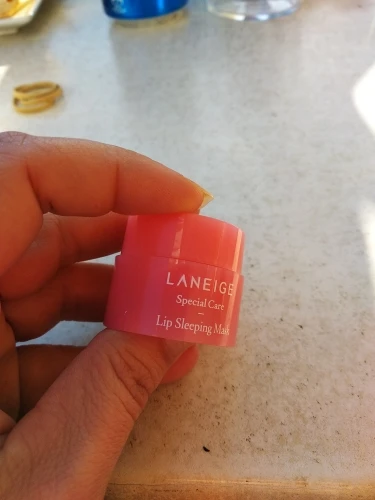 LANEIGE
Special Care
Lip Sleeping Mask